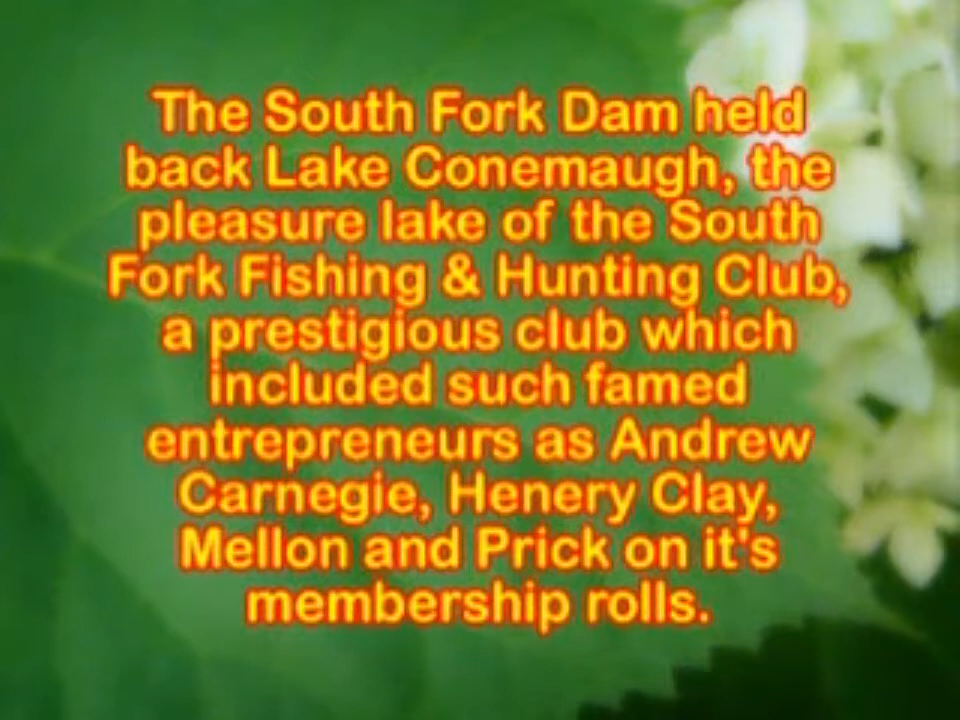 The South Fork Dam held
back Lake Conemaugh, the
pleasure lake of the South
Fork Fishing & Hunting Club,
a prestigious club which
included such famed
entrepreneurs as Andrew
Carnegie, Henery Clay,
Mellon and Prick on it's
membership rolls.